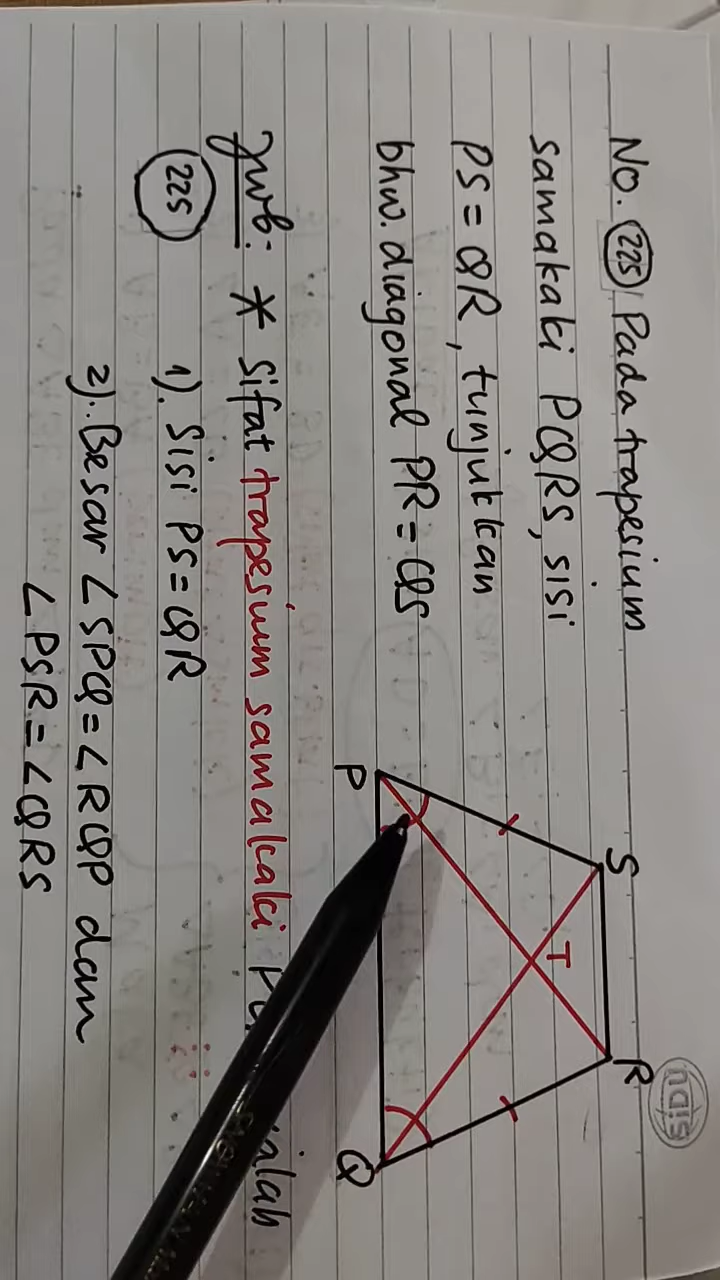 No. 225/ Pada trapesium
samakaki PQRS, sisi
PS = QR, tunjukkan
bhw. diagonal PR = QS
Jwb: * Sifat trapesium samakaki
225
1). Sisi PS = QR
2). Besar ∠SPQ = ∠RQP dan
∠PSR = ∠QRS
P
S
T
R
Q
SIDU